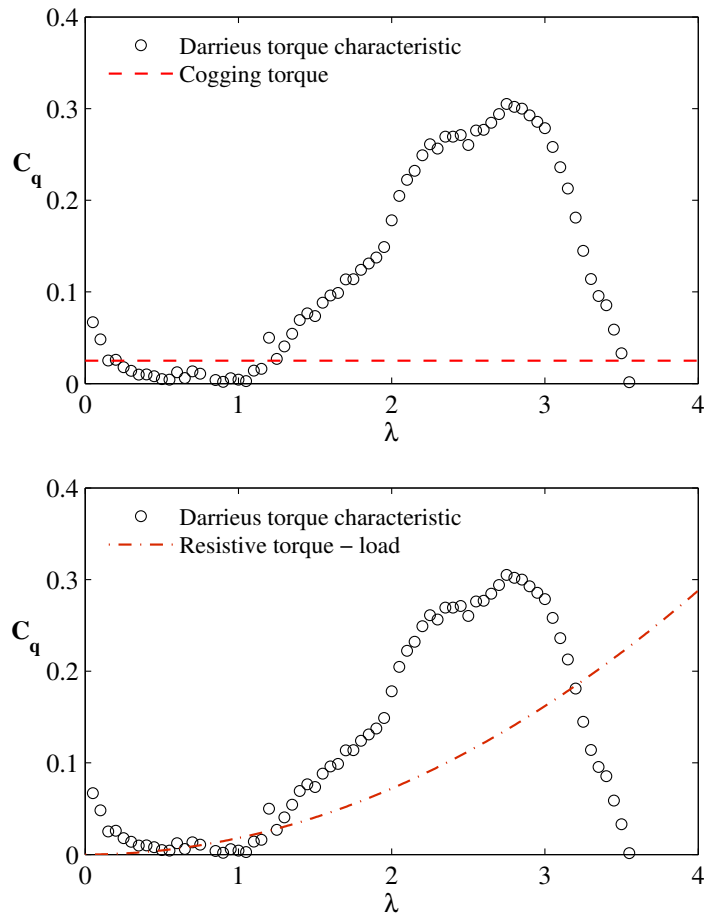 0.4
Darrieus torque characteristic
Cogging torque
0.3
C_q
0.2
0.1
0
0 1 2 3 4
λ
0.4
Darrieus torque characteristic
Resistive torque − load
0.3
C_q
0.2
0.1
0
0 1 2 3 4
λ